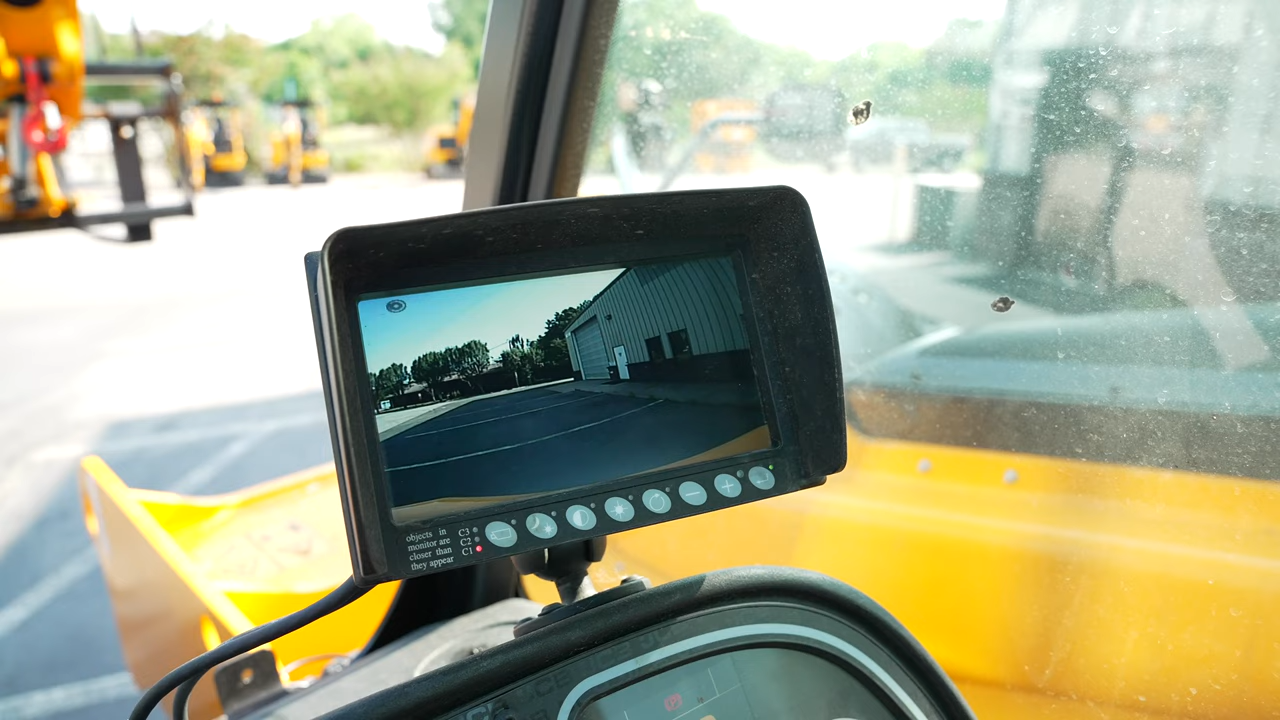 objects in
monitor are
closer than
they appear
C3
C2
C1